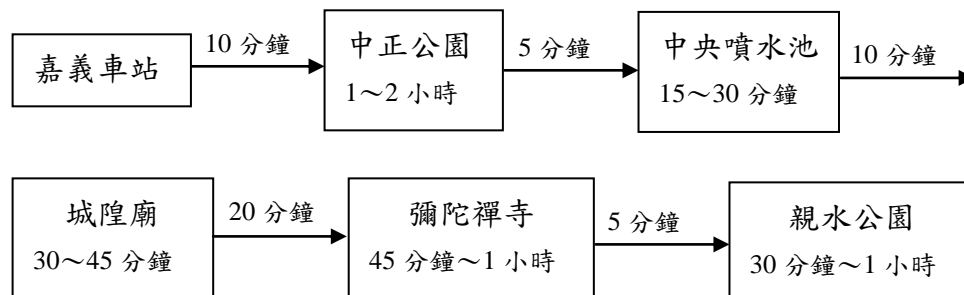 10 分鐘
5 分鐘
10 分鐘
嘉義車站
中正公園
1～2 小時
中央噴水池
15～30 分鐘
20 分鐘
5 分鐘
城隍廟
30～45 分鐘
彌陀禪寺
45 分鐘～1 小時
親水公園
30 分鐘～1 小時